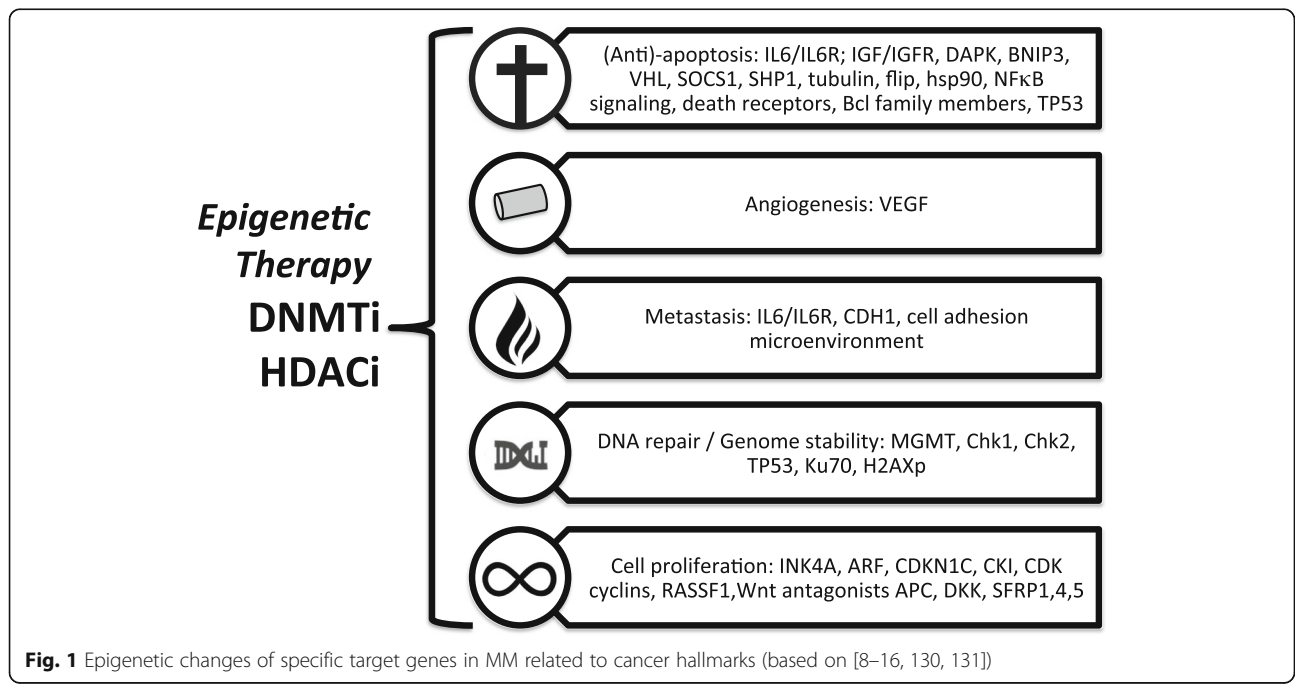 Epigenetic
Therapy
DNMTi
HDACi
(Anti)-apoptosis: IL6/IL6R; IGF/IGFR, DAPK, BNIP3,
VHL, SOCS1, SHP1, tubulin, flip, hsp90, NFκB
signaling, death receptors, Bcl family members, TP53
Angiogenesis: VEGF
Metastasis: IL6/IL6R, CDH1, cell adhesion
microenvironment
DNA repair / Genome stability: MGMT, Chk1, Chk2,
TP53, Ku70, H2AXp
Cell proliferation: INK4A, ARF, CDKN1C, CKI, CDK
cyclins, RASSF1,Wnt antagonists APC, DKK, SFRP1,4,5
Fig. 1 Epigenetic changes of specific target genes in MM related to cancer hallmarks (based on [8–16, 130, 131])